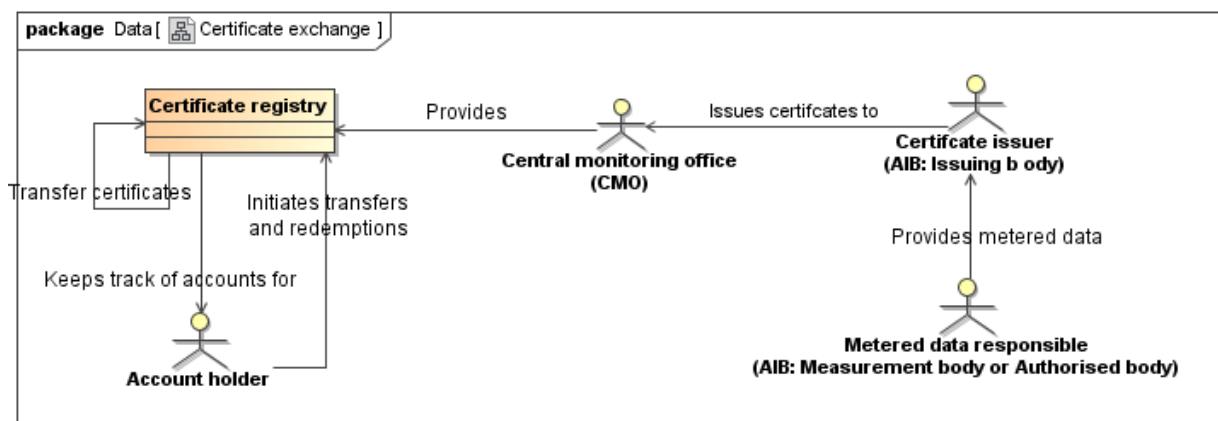 package Data[ Certificate exchange ]
Certificate registry
Provides
Issues certifcates to
Central monitoring office
(CMO)
Certifcate issuer
(AIB: Issuing b ody)
Transfer certificates
Initiates transfers
and redemptions
Provides metered data
Keeps track of accounts for
Account holder
Metered data responsible
(AIB: Measurement body or Authorised body)